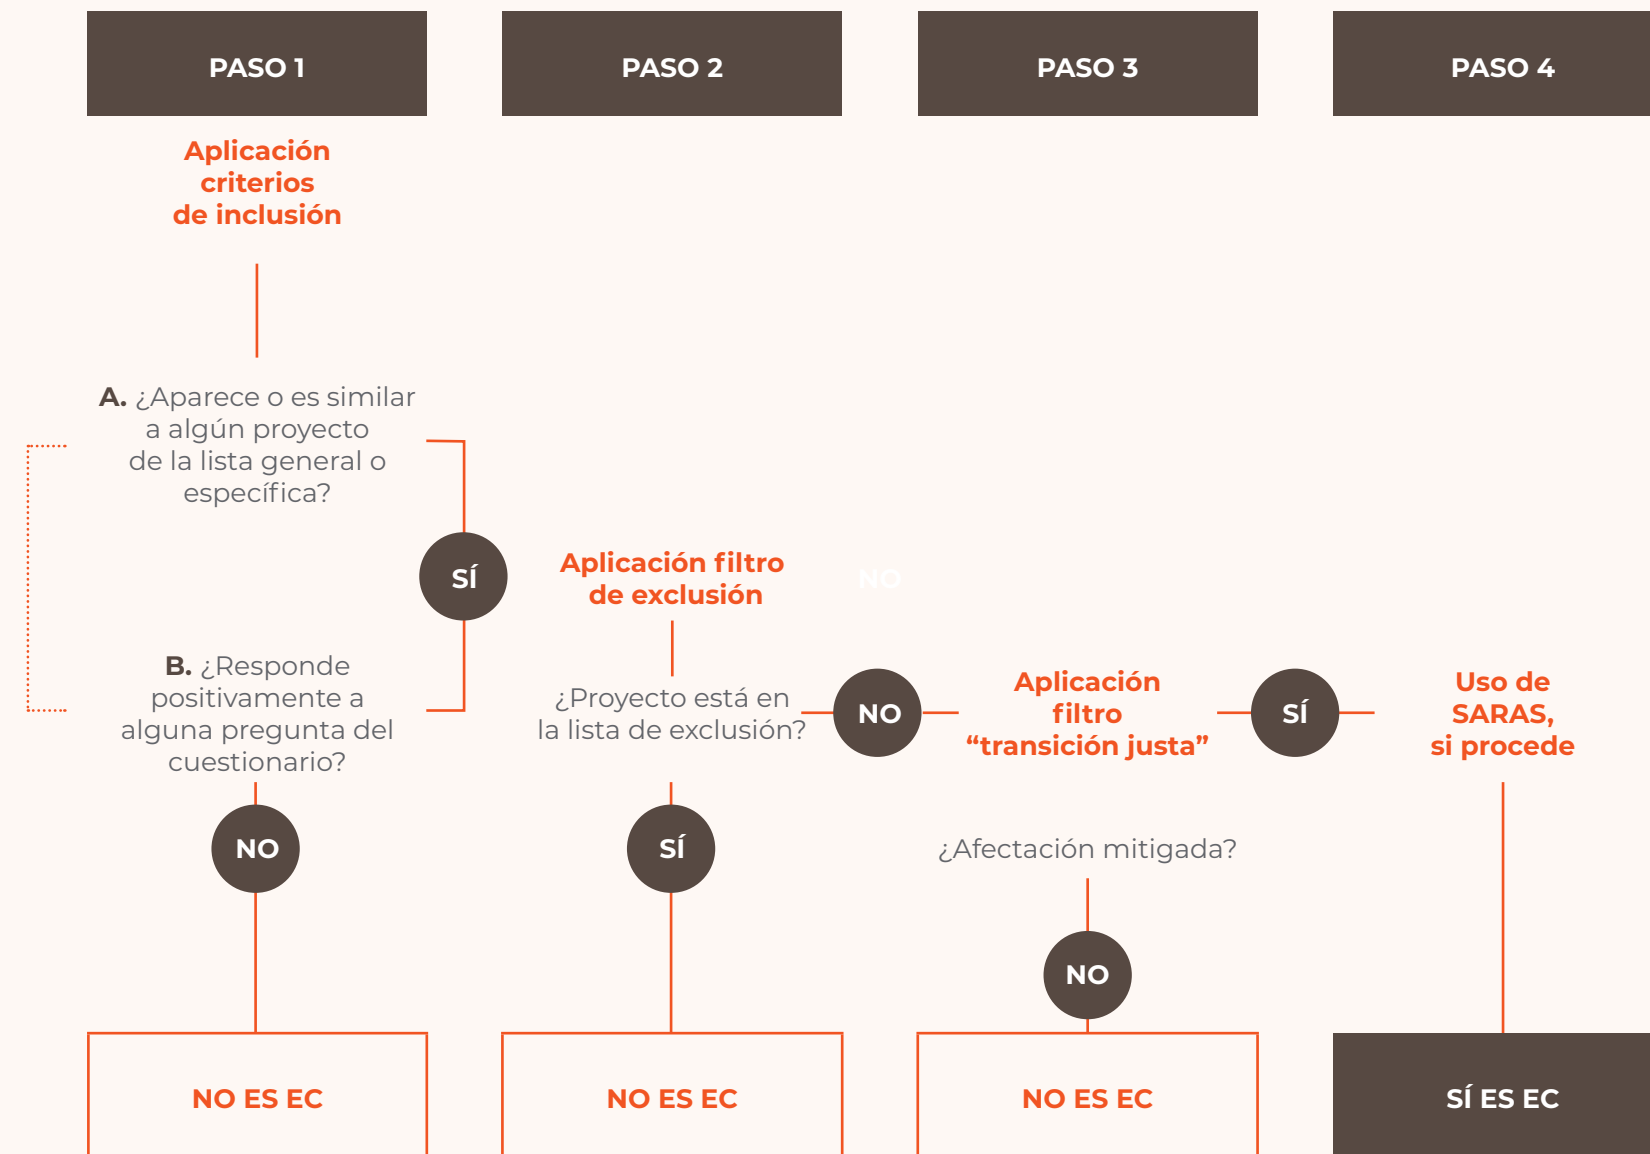 PASO 1
PASO 2
PASO 3
PASO 4
Aplicación
criterios
de inclusión
A. ¿Aparece o es similar
a algún proyecto
de la lista general o
específica?
SÍ
B. ¿Responde
positivamente a
alguna pregunta del
cuestionario?
NO
NO ES EC
Aplicación filtro
de exclusión
NO
¿Proyecto está en
la lista de exclusión?
NO
SÍ
NO ES EC
Aplicación
filtro
“transición justa”
SÍ
¿Afectación mitigada?
NO
NO ES EC
Uso de
SARAS,
si procede
SÍ ES EC